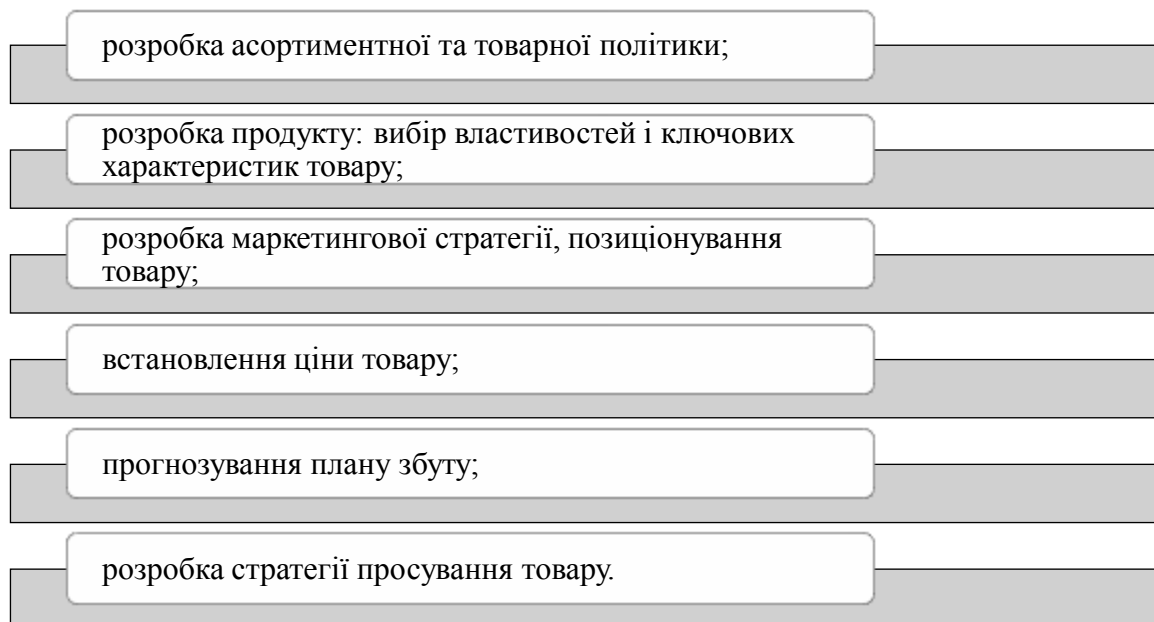 розробка асортиментної та товарної політики;
розробка продукту: вибір властивостей і ключових
характеристик товару;
розробка маркетингової стратегії, позиціонування
товару;
встановлення ціни товару;
прогнозування плану збуту;
розробка стратегії просування товару.